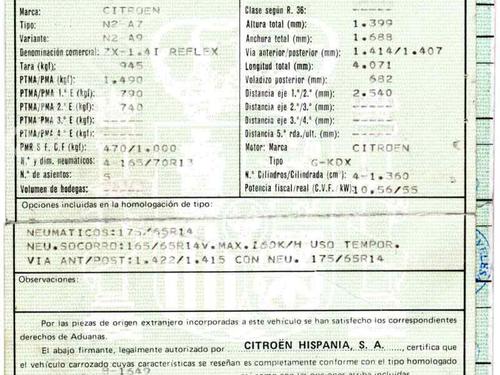 Marca: CITROEN
Tipo: N2-A7
Variante: N2-A9
Denominación comercial: ZX-1.4I REFLEX
Tara (kgf): 945
PTMA/PMA (kgf): 1.490
PTMA/PMA 1.º E (kgf): 790
PTMA/PMA 2.º E (kgf): 740
PTMA/PMA 3.º E (kgf): -----
PTMA/PMA 4.º E (kgf): -----
PMR S F, C.F (kgf): 470/1.000
N.º y dim. neumáticos: 4-165/70R13
N.º de asientos: 5
Volumen de bodegas: -----
Clase según R. 36: -----
Altura total (mm): 1.399
Anchura total (mm): 1.688
Vía anterior/posterior (mm): 1.414/1.407
Longitud total (mm): 4.071
Voladizo posterior (mm): 682
Distancia eje 1.º/2.º (mm): 2.540
Distancia eje 2.º/3.º (mm): -----
Distancia eje 3.º/4.º (mm): -----
Distancia 5.ª rda./ult. (mm): -----
Motor: Marca CITROEN
Tipo G-KDX
N.º Cilindros/Cilindrada (cm³) 4-1.360
Potencia fiscal/real (C.V.F./ kW) 10,56/55
Opciones incluidas en la homologación de tipo:
NEUMATICOS:175/65R14
NEU.SOCORRO:165/65R14V.MAX.160K/H USO TEMPOR.
VIA ANT/POST:1.422/1.415 CON NEU. 175/65R14
Observaciones:
Por las piezas de origen extranjero incorporadas a este vehículo se han satisfecho los correspondientes
derechos de Aduanas.
El abajo firmante, legalmente autorizado por CITROËN HISPANIA, S. A. , certifica que
el vehículo carrozado cuyas características se reseñan es completamente conforme con el tipo homologado